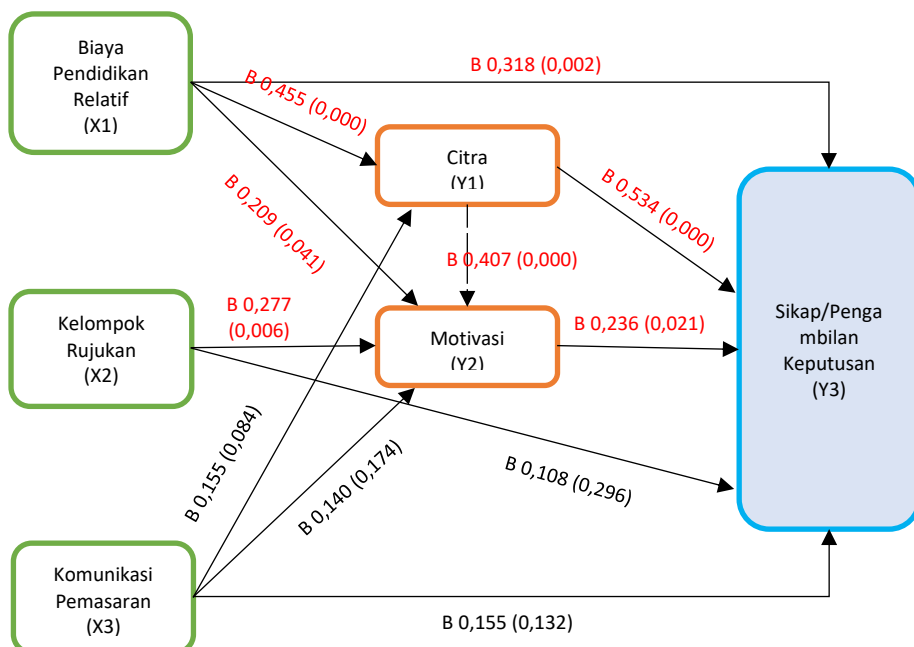 Biaya
Pendidikan
Relatif
(X1)
B 0,318 (0,002)
B 0,455 (0,000)
Citra
(Y1)
B 0,534 (0,000)
B 0,209 (0,041)
B 0,407 (0,000)
Kelompok
Rujukan
(X2)
B 0,277
(0,006)
Motivasi
(Y2)
B 0,236 (0,021)
Sikap/Penga
mbilan
Keputusan
(Y3)
B 0,155 (0,084)
B 0,140 (0,174)
B 0,108 (0,296)
Komunikasi
Pemasaran
(X3)
B 0,155 (0,132)